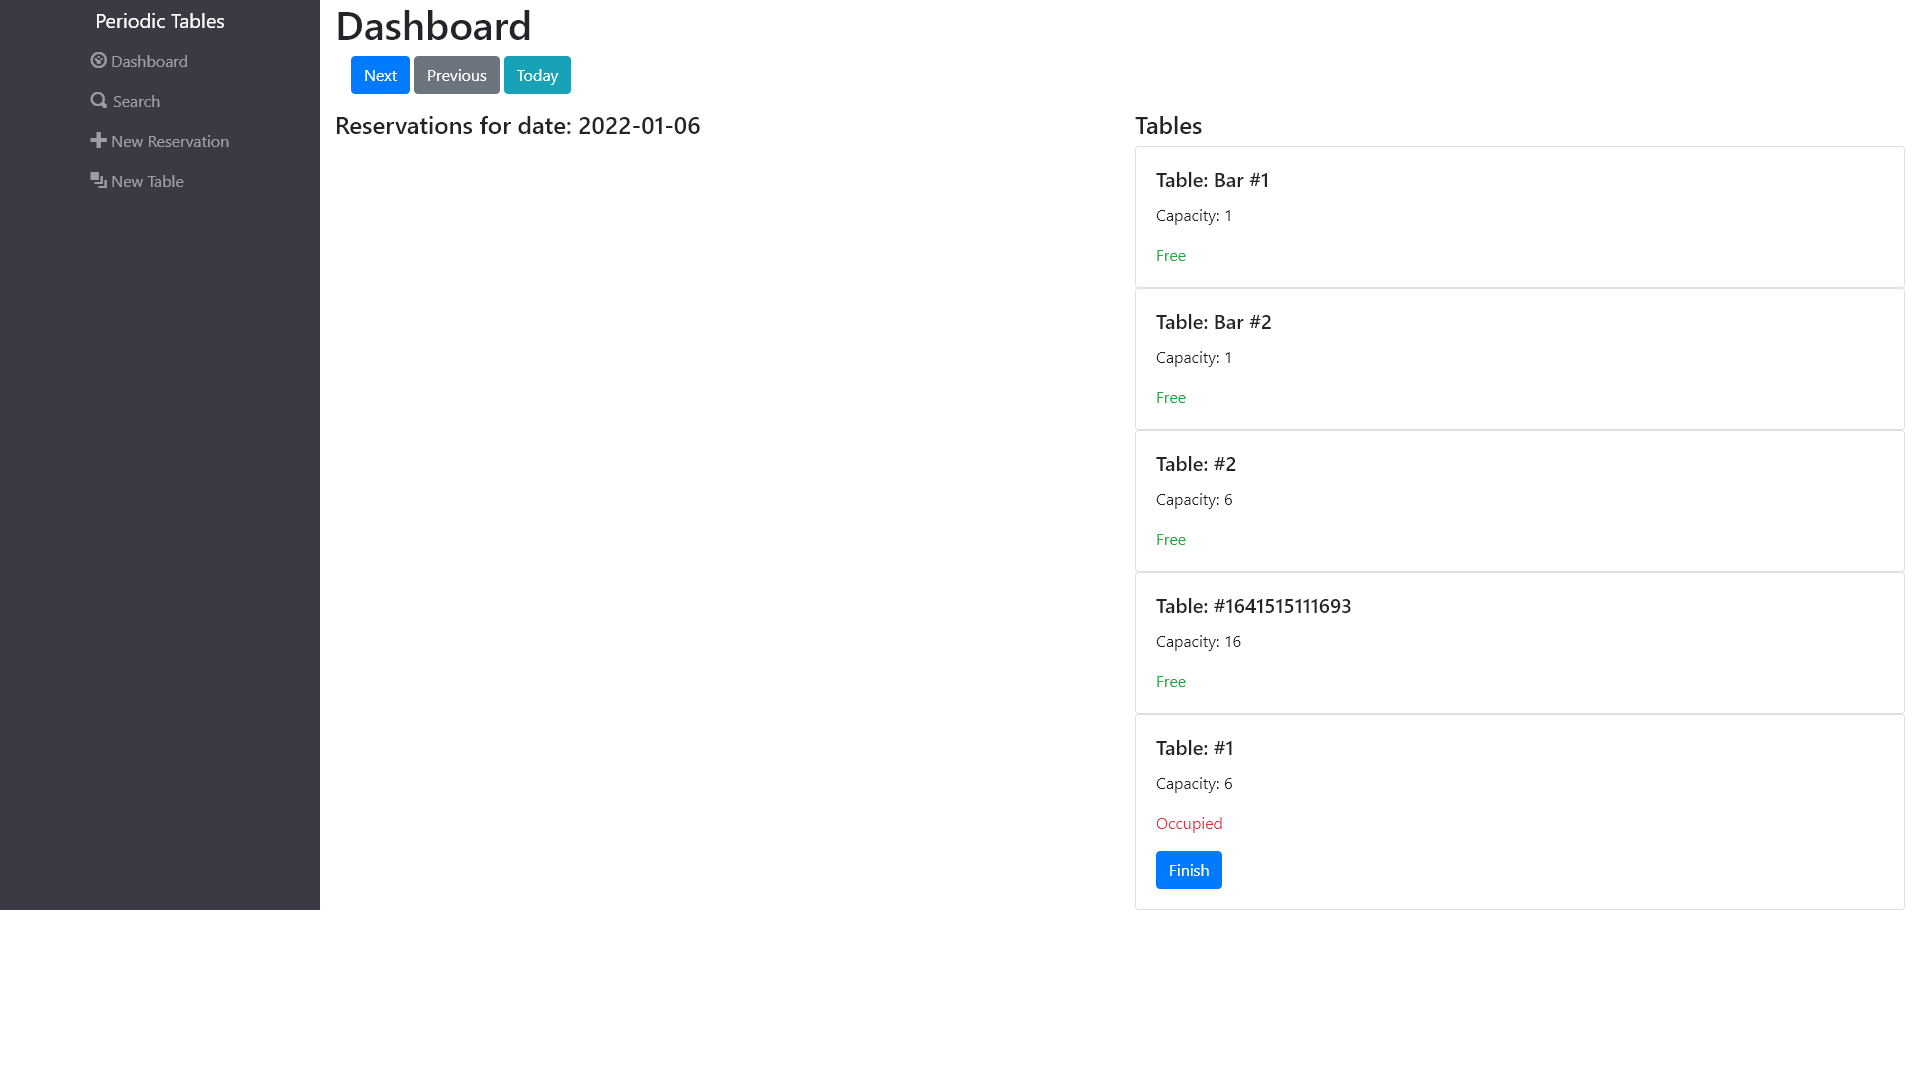 Periodic Tables
Dashboard
Search
New Reservation
New Table
Dashboard
Next Previous Today
Reservations for date: 2022-01-06
Tables
Table: Bar #1
Capacity: 1
Free
Table: Bar #2
Capacity: 1
Free
Table: #2
Capacity: 6
Free
Table: #1641515111693
Capacity: 16
Free
Table: #1
Capacity: 6
Occupied
Finish